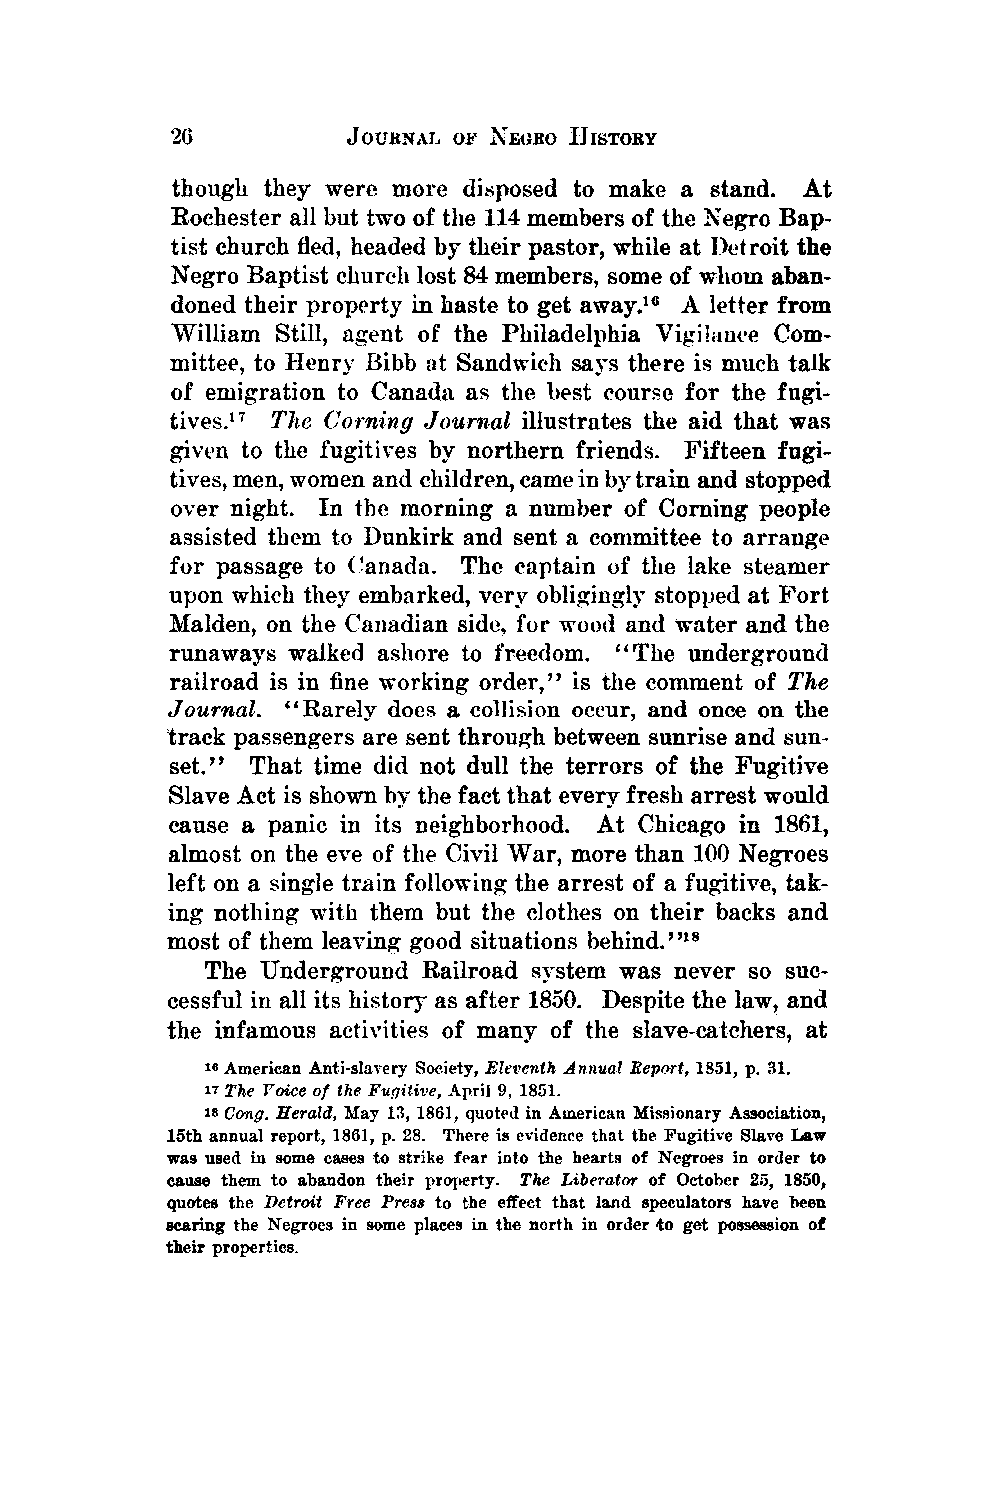 26 JOURNAL OF NEGRO HISTORY
though they were more disposed to make a stand. At
Rochester all but two of the 114 members of the Negro Bap-
tist church fled, headed by their pastor, while at Detroit the
Negro Baptist church lost 84 members, some of whom aban-
doned their property in haste to get away.¹⁶ A letter from
William Still, agent of the Philadelphia Vigilance Com-
mittee, to Henry Bibb at Sandwich says there is much talk
of emigration to Canada as the best course for the fugi-
tives.¹⁷ The Corning Journal illustrates the aid that was
given to the fugitives by northern friends. Fifteen fugi-
tives, men, women and children, came in by train and stopped
over night. In the morning a number of Corning people
assisted them to Dunkirk and sent a committee to arrange
for passage to Canada. The captain of the lake steamer
upon which they embarked, very obligingly stopped at Fort
Malden, on the Canadian side, for wood and water and the
runaways walked ashore to freedom. "The underground
railroad is in fine working order," is the comment of The
Journal. "Rarely does a collision occur, and once on the
track passengers are sent through between sunrise and sun-
set." That time did not dull the terrors of the Fugitive
Slave Act is shown by the fact that every fresh arrest would
cause a panic in its neighborhood. At Chicago in 1861,
almost on the eve of the Civil War, more than 100 Negroes
left on a single train following the arrest of a fugitive, tak-
ing nothing with them but the clothes on their backs and
most of them leaving good situations behind.'"¹⁸
The Underground Railroad system was never so suc-
cessful in all its history as after 1850. Despite the law, and
the infamous activities of many of the slave-catchers, at
¹⁶ American Anti-slavery Society, Eleventh Annual Report, 1851, p. 31.
¹⁷ The Voice of the Fugitive, April 9, 1851.
¹⁸ Cong. Herald, May 13, 1861, quoted in American Missionary Association,
15th annual report, 1861, p. 28. There is evidence that the Fugitive Slave Law
was used in some cases to strike fear into the hearts of Negroes in order to
cause them to abandon their property. The Liberator of October 25, 1850,
quotes the Detroit Free Press to the effect that land speculators have been
scaring the Negroes in some places in the north in order to get possession of
their properties.